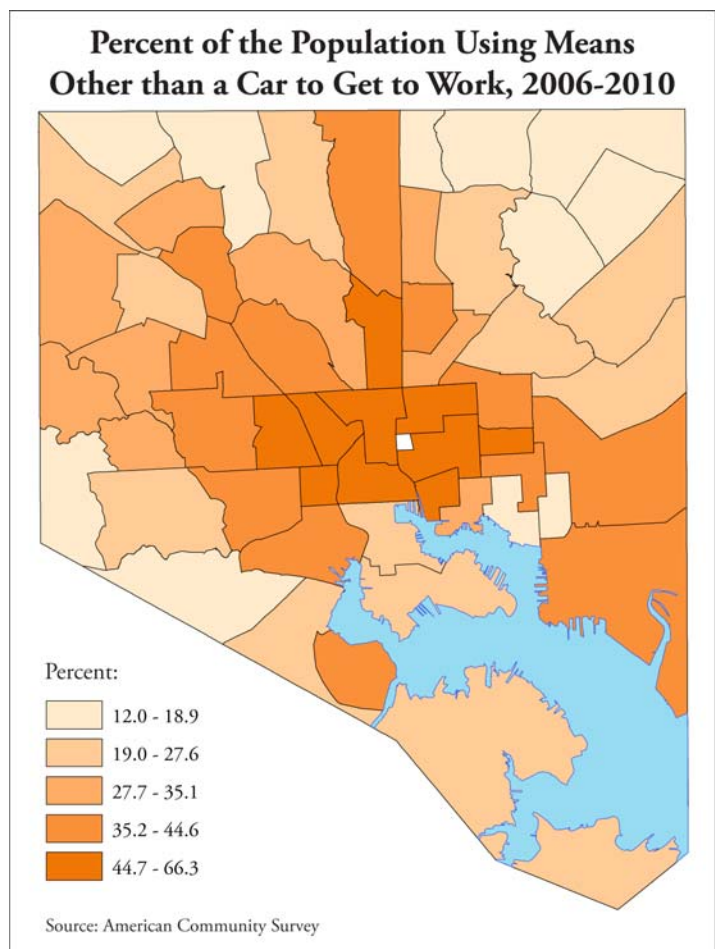 Percent of the Population Using Means
Other than a Car to Get to Work, 2006-2010
Percent:
12.0 - 18.9
19.0 - 27.6
27.7 - 35.1
35.2 - 44.6
44.7 - 66.3
Source: American Community Survey